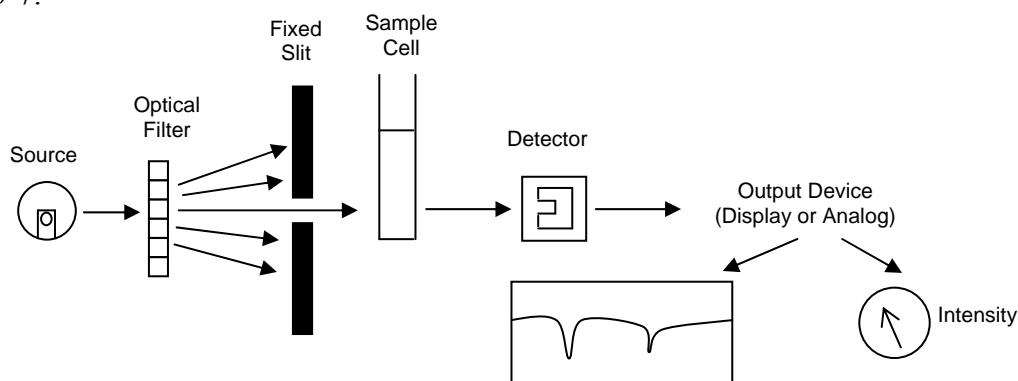 Fixed
Slit
Sample
Cell
Optical
Filter
Source
Detector
Output Device
(Display or Analog)
Intensity